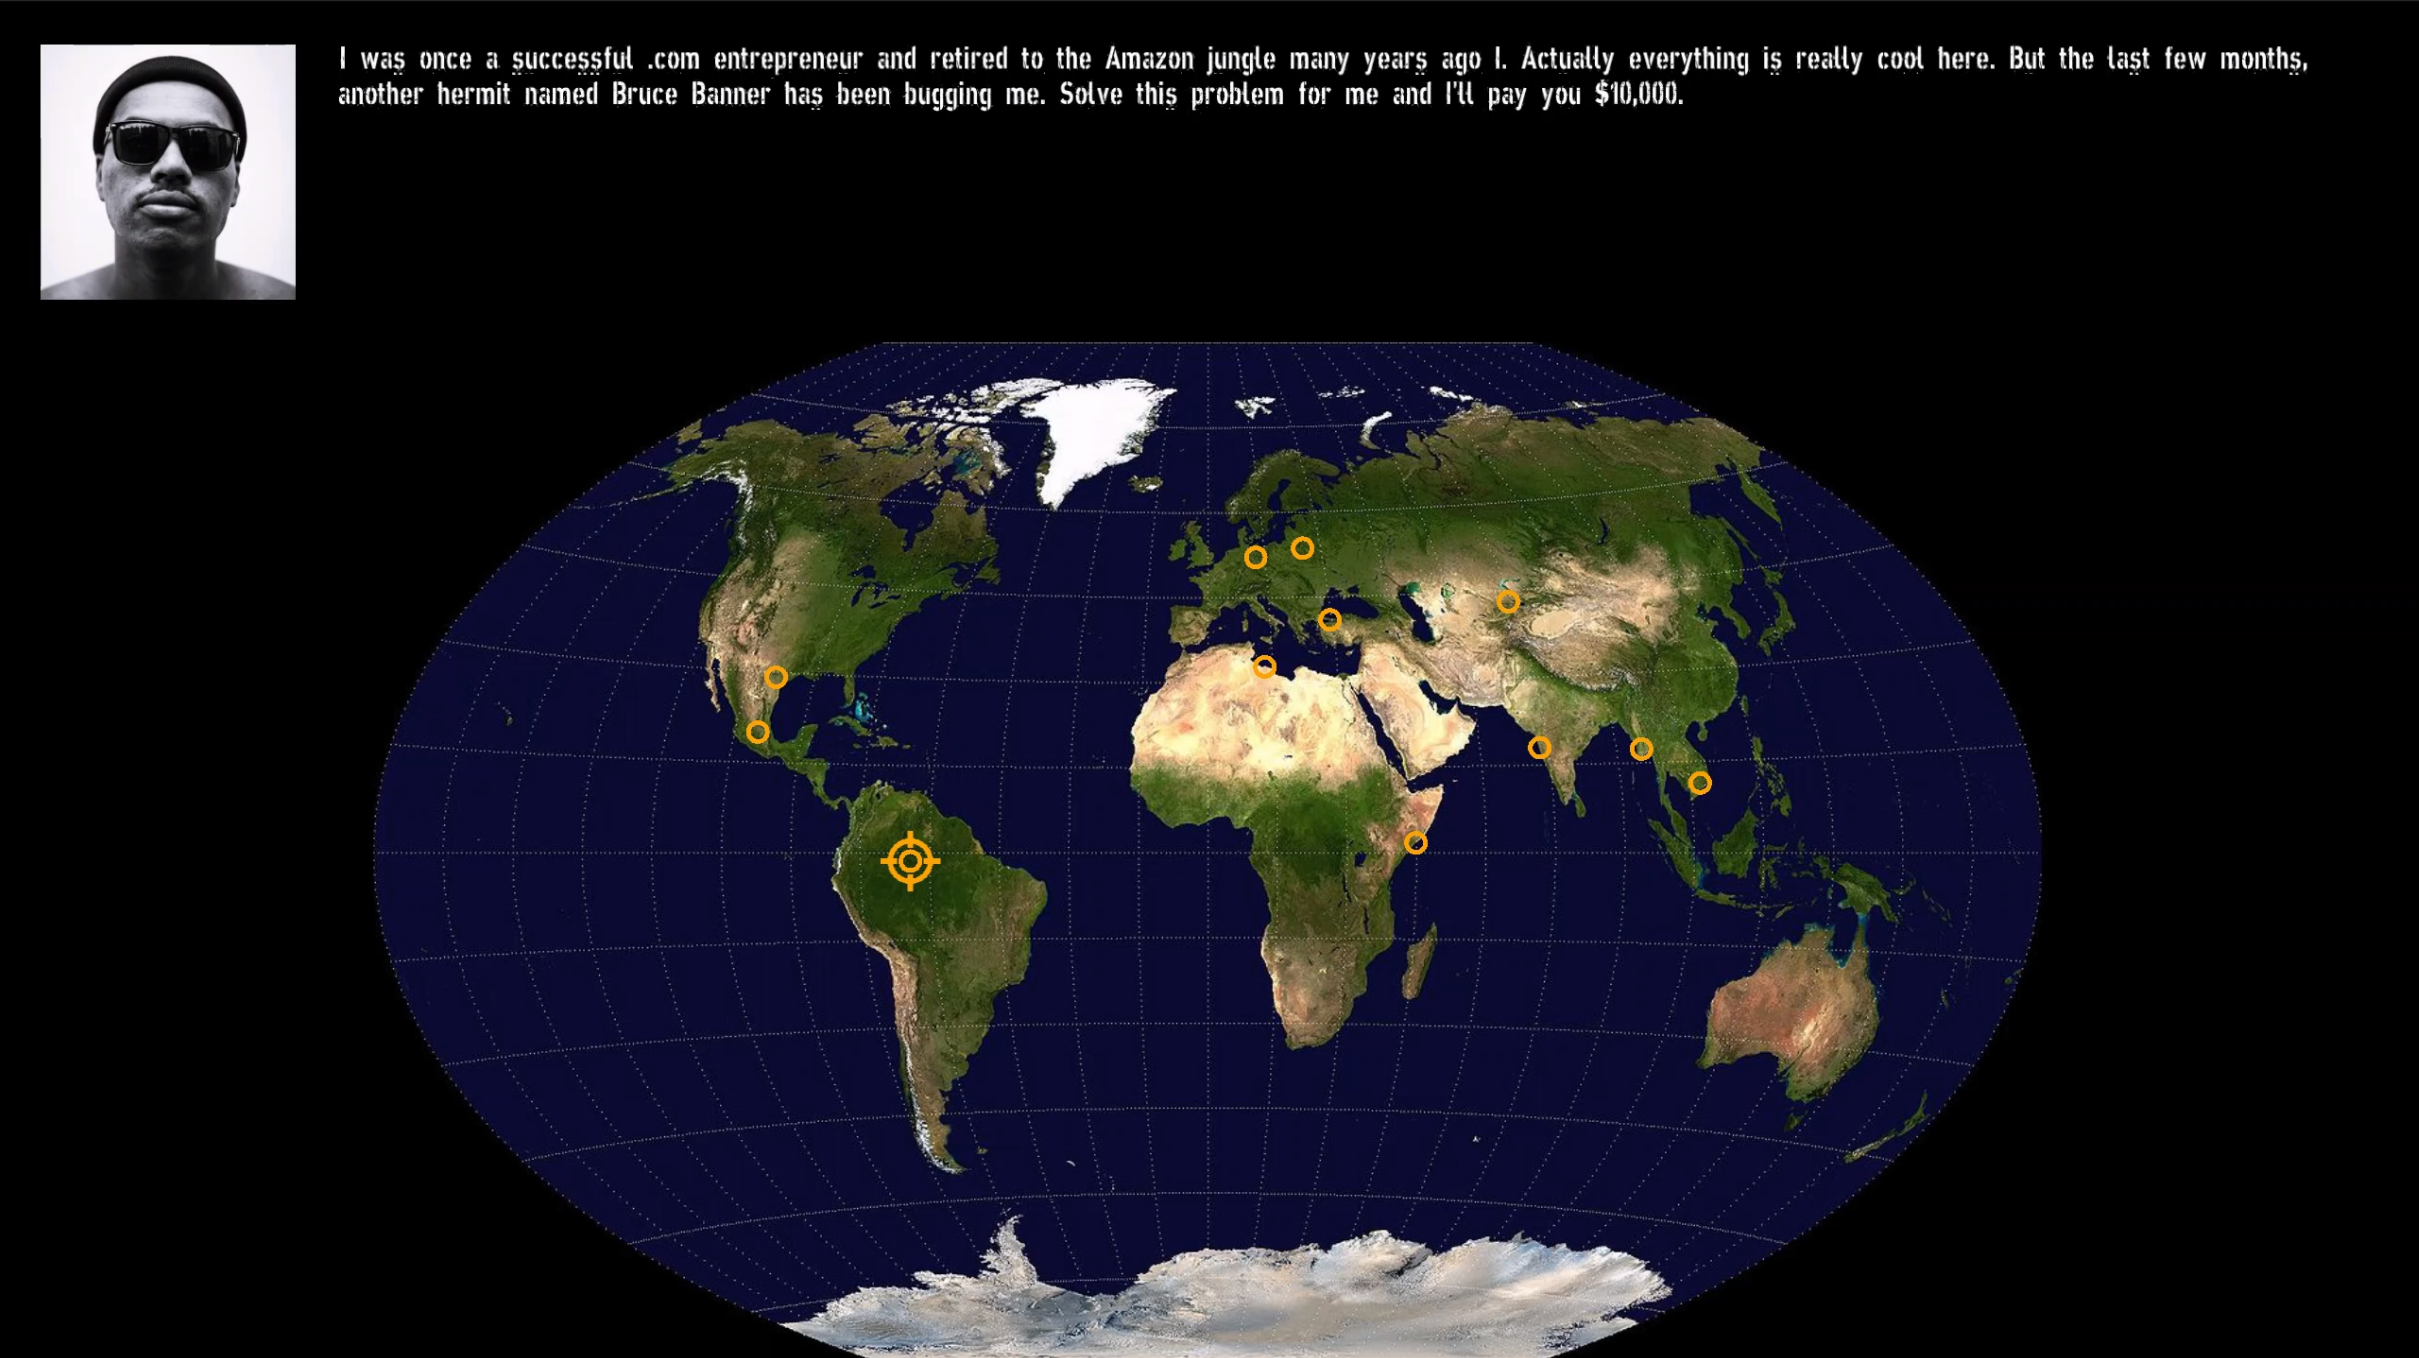 I was once a successful .com entrepreneur and retired to the Amazon jungle many years ago I. Actually everything is really cool here. But the last few months,
another hermit named Bruce Banner has been bugging me. Solve this problem for me and I'll pay you $10,000.